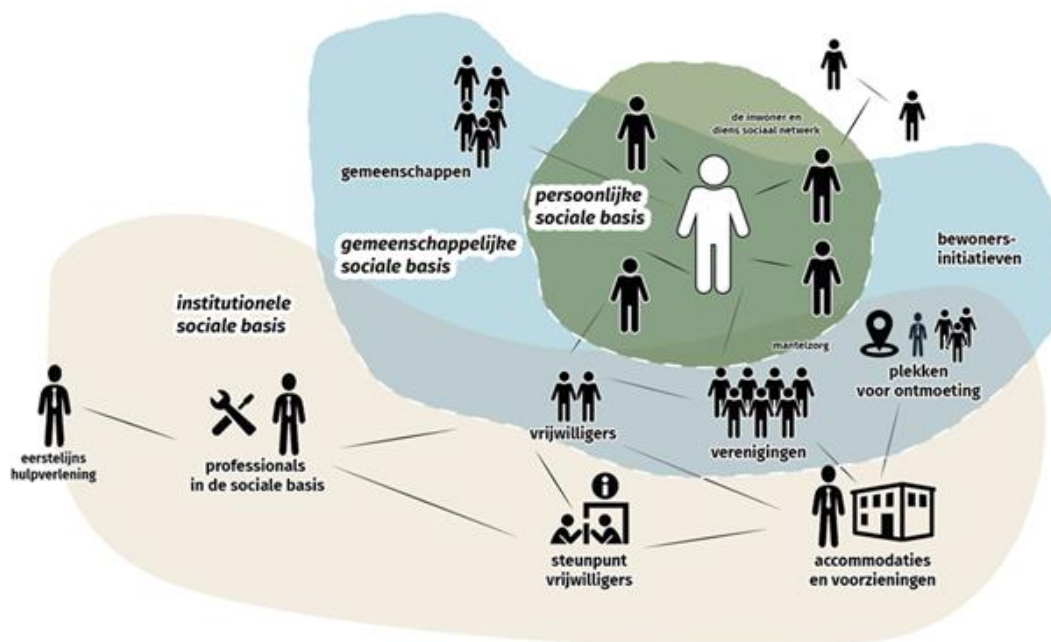 de inwoner en
diens sociaal netwerk
gemeenschappen
persoonlijke
sociale basis
gemeenschappelijke
sociale basis
bewoners-
initiatieven
institutionele
sociale basis
mantelzorg
plekken
voor ontmoeting
vrijwilligers
verenigingen
eerstelijns
hulpverlening
professionals
in de sociale basis
steunpunt
vrijwilligers
accommodaties
en voorzieningen